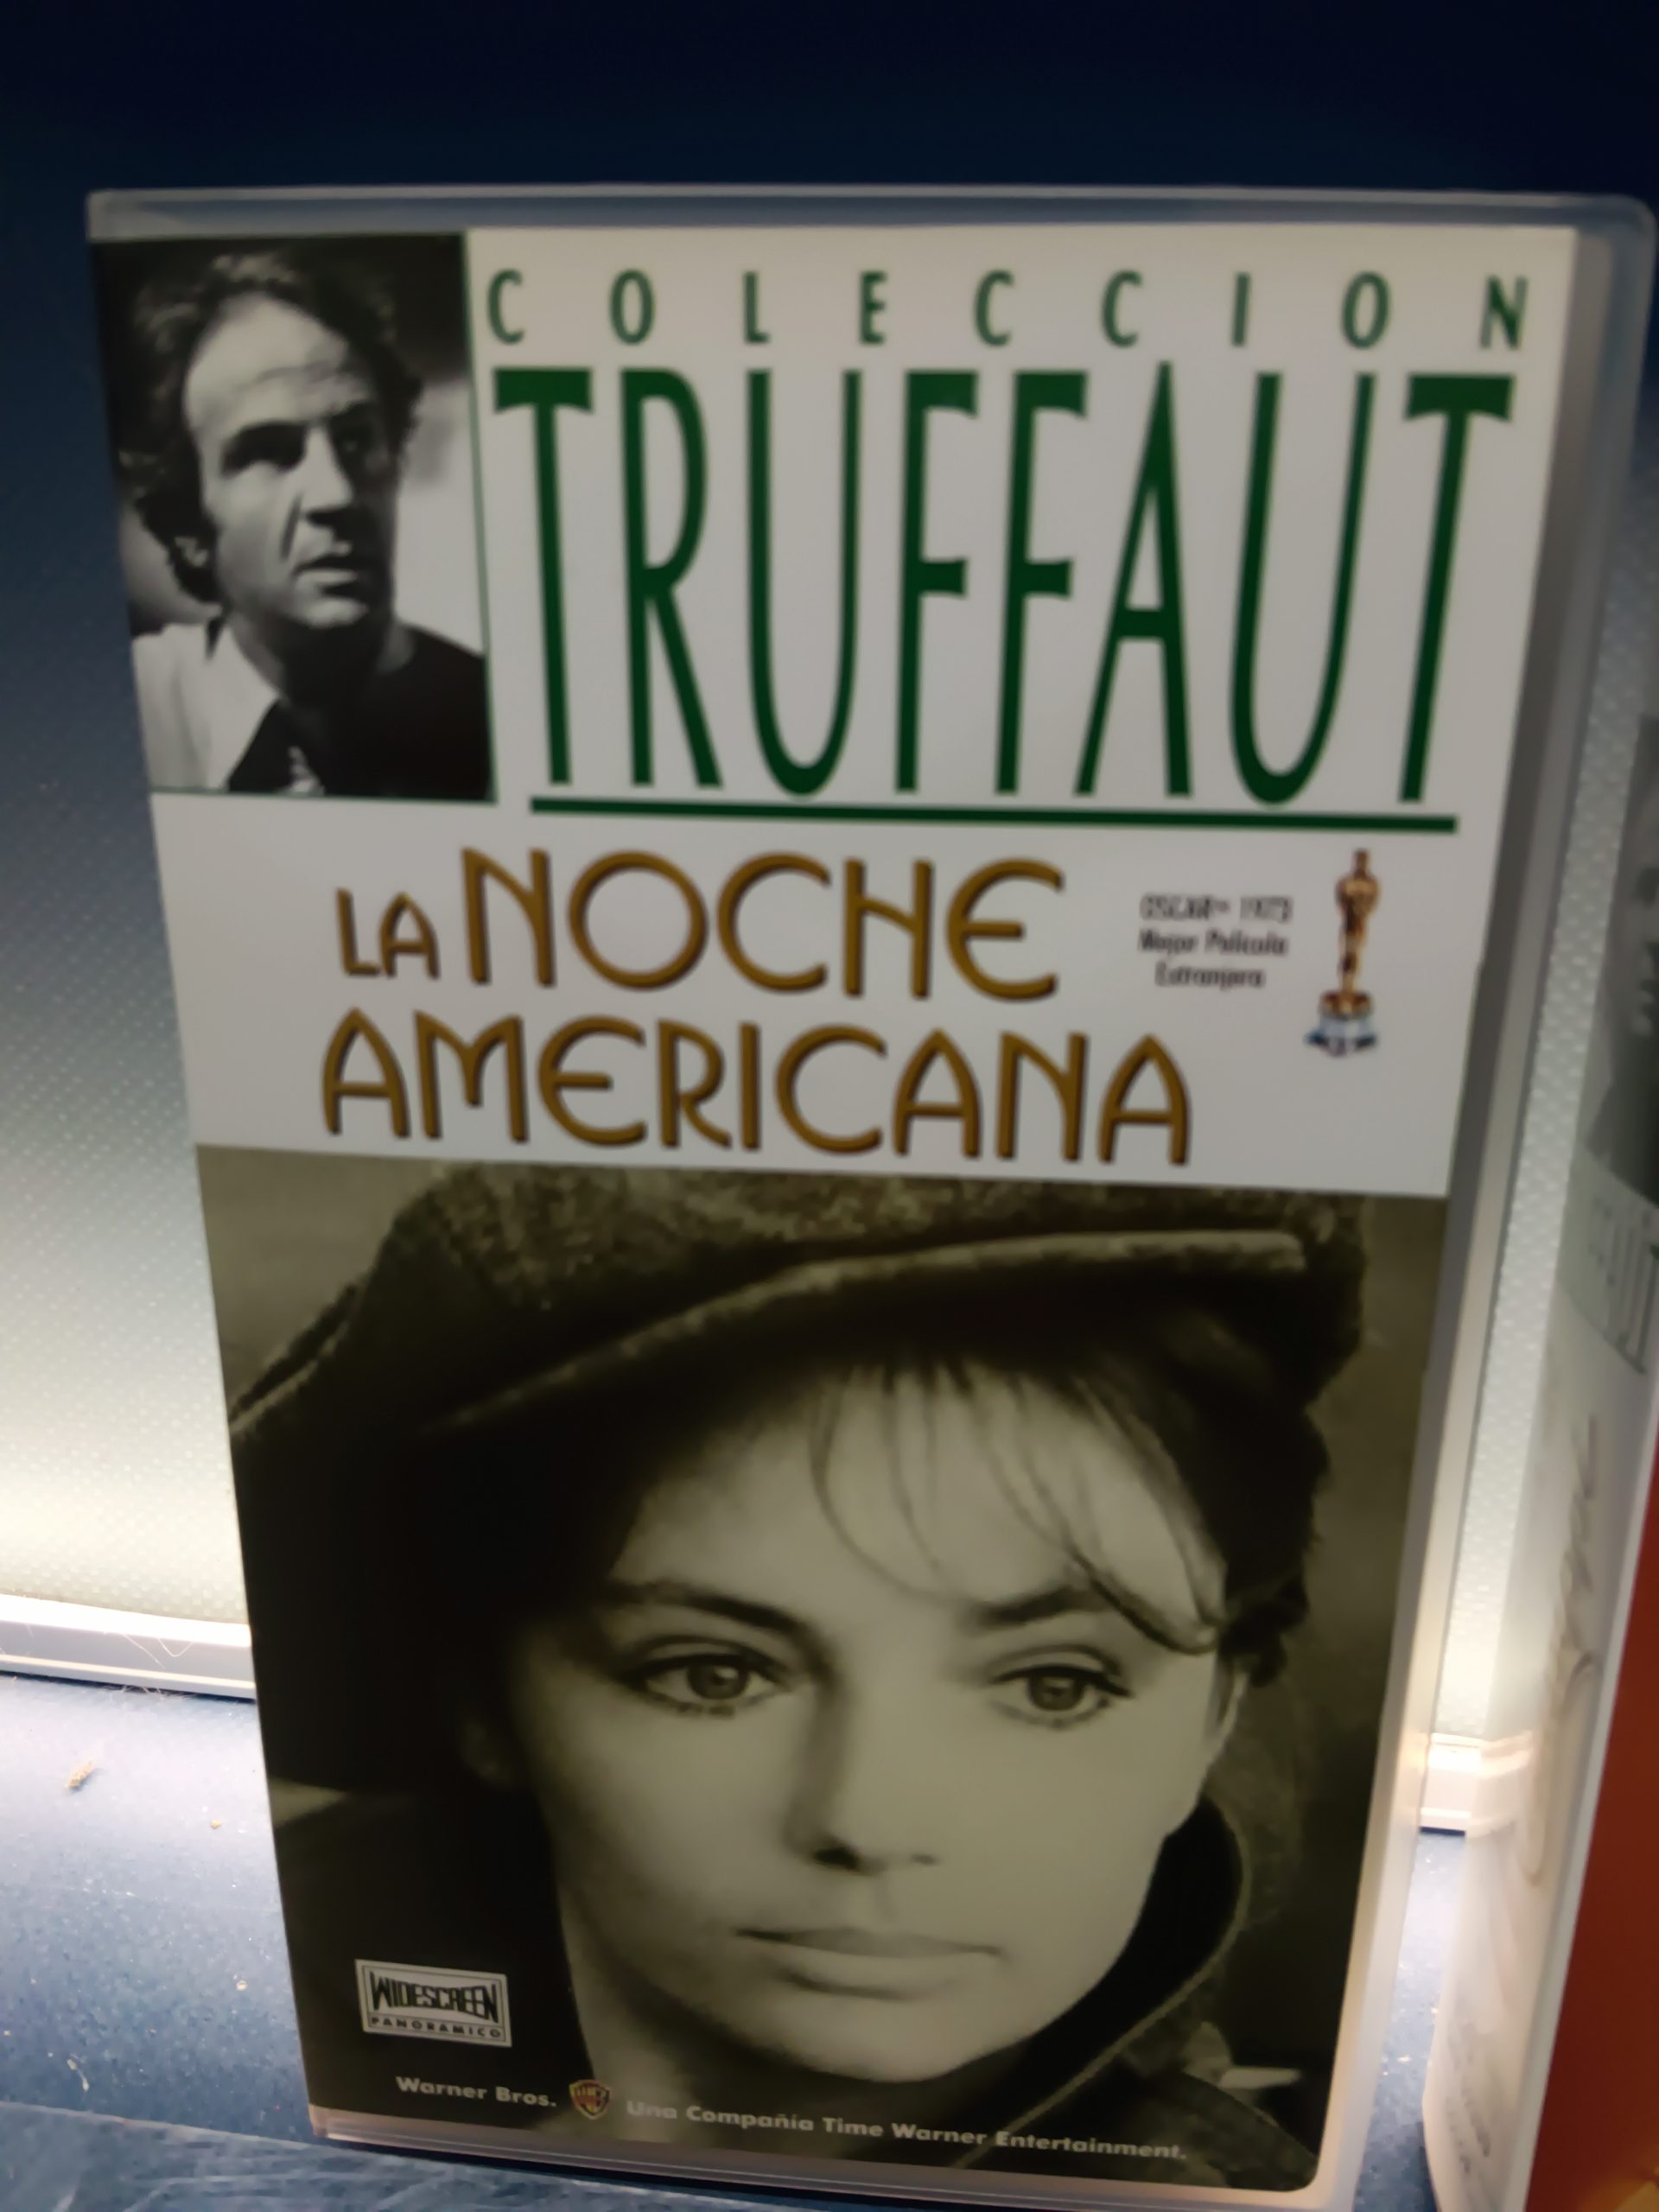 COLECCION
TRUFFAUT
LA NOCHE
AMERICANA
OSCAR 1973
Mejor Película
Extranjera
WIDESCREEN
PANORAMICO
Warner Bros. Una Compañía Time Warner Entertainment.